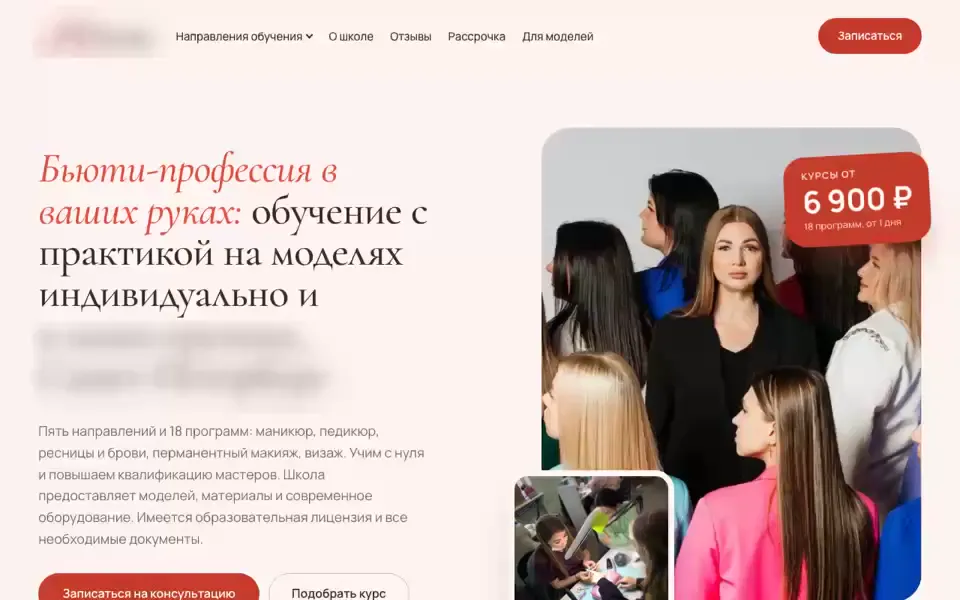 Направления обучения
О школе
Отзывы
Рассрочка
Для моделей
Записаться
Бьюти-профессия в
ваших руках: обучение с
практикой на моделях
индивидуально и
КУРСЫ ОТ
6 900 ₽
18 программ, от 1 дня
Пять направлений и 18 программ: маникюр, педикюр,
ресницы и брови, перманентный макияж, визаж. Учим с нуля
и повышаем квалификацию мастеров. Школа
предоставляет моделей, материалы и современное
оборудование. Имеется образовательная лицензия и все
необходимые документы.
Записаться на консультацию
Подобрать курс